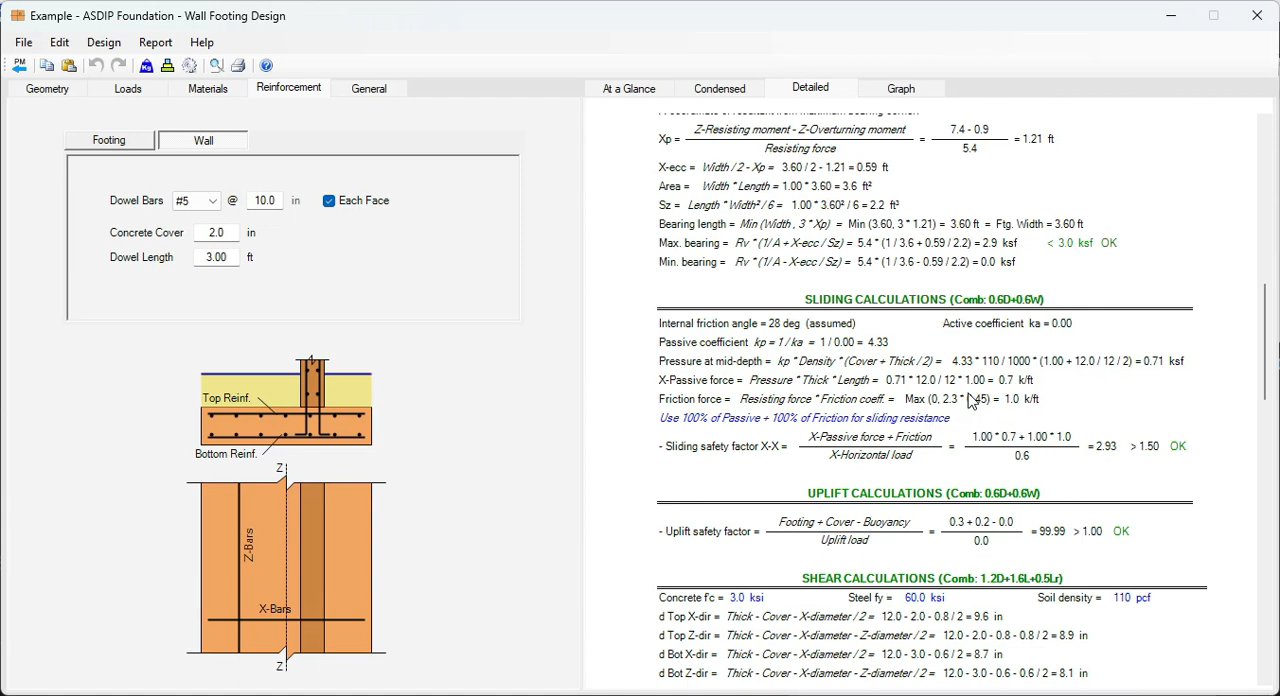 Example - ASDIP Foundation - Wall Footing Design
File Edit Design Report Help
PM
Kg
Geometry Loads Materials Reinforcement General
At a Glance Condensed Detailed Graph
Footing Wall
Dowel Bars #5 @ 10.0 in Each Face
Concrete Cover 2.0 in
Dowel Length 3.00 ft
Top Reinf.
Bottom Reinf.
Z
Z-Bars
X-Bars
Z
Xp = Z-Resisting moment - Z-Overturning moment / Resisting force = 7.4 - 0.9 / 5.4 = 1.21 ft
X-ecc = Width / 2 - Xp = 3.60 / 2 - 1.21 = 0.59 ft
Area = Width * Length = 1.00 * 3.60 = 3.6 ft²
Sz = Length * Width² / 6 = 1.00 * 3.60² / 6 = 2.2 ft³
Bearing length = Min (Width , 3 * Xp) = Min (3.60, 3 * 1.21) = 3.60 ft = Ftg. Width = 3.60 ft
Max. bearing = Rv * (1/A + X-ecc / Sz) = 5.4 * (1 / 3.6 + 0.59 / 2.2) = 2.9 ksf < 3.0 ksf OK
Min. bearing = Rv * (1/A - X-ecc / Sz) = 5.4 * (1 / 3.6 - 0.59 / 2.2) = 0.0 ksf
SLIDING CALCULATIONS (Comb: 0.6D+0.6W)
Internal friction angle = 28 deg (assumed) Active coefficient ka = 0.00
Passive coefficient kp = 1 / ka = 1 / 0.00 = 4.33
Pressure at mid-depth = kp * Density * (Cover + Thick / 2) = 4.33 * 110 / 1000 * (1.00 + 12.0 / 12 / 2) = 0.71 ksf
X-Passive force = Pressure * Thick * Length = 0.71 * 12.0 / 12 * 1.00 = 0.7 k/ft
Friction force = Resisting force * Friction coeff. = Max (0, 2.3 * 45) = 1.0 k/ft
Use 100% of Passive + 100% of Friction for sliding resistance
- Sliding safety factor X-X = X-Passive force + Friction / X-Horizontal load = 1.00 * 0.7 + 1.00 * 1.0 / 0.6 = 2.93 > 1.50 OK
UPLIFT CALCULATIONS (Comb: 0.6D+0.6W)
- Uplift safety factor = Footing + Cover - Buoyancy / Uplift load = 0.3 + 0.2 - 0.0 / 0.0 = 99.99 > 1.00 OK
SHEAR CALCULATIONS (Comb: 1.2D+1.6L+0.5Lr)
Concrete f'c = 3.0 ksi Steel fy = 60.0 ksi Soil density = 110 pcf
d Top X-dir = Thick - Cover - X-diameter / 2 = 12.0 - 2.0 - 0.8 / 2 = 9.6 in
d Top Z-dir = Thick - Cover - X-diameter - Z-diameter / 2 = 12.0 - 2.0 - 0.8 - 0.8 / 2 = 8.9 in
d Bot X-dir = Thick - Cover - X-diameter / 2 = 12.0 - 3.0 - 0.6 / 2 = 8.7 in
d Bot Z-dir = Thick - Cover - X-diameter - Z-diameter / 2 = 12.0 - 3.0 - 0.6 - 0.6 / 2 = 8.1 in